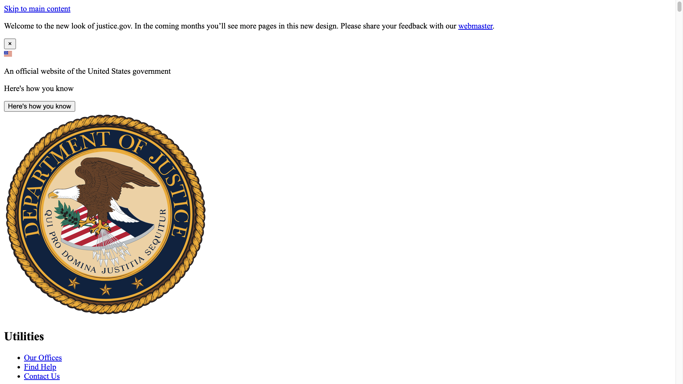 Skip to main content
Welcome to the new look of justice.gov. In the coming months you'll see more pages in this new design. Please share your feedback with our webmaster.
×
An official website of the United States government
Here's how you know
Here's how you know
DEPARTMENT OF JUSTICE
QUI PRO DOMINA JUSTITIA SEQUITUR
Utilities
Our Offices
Find Help
Contact Us